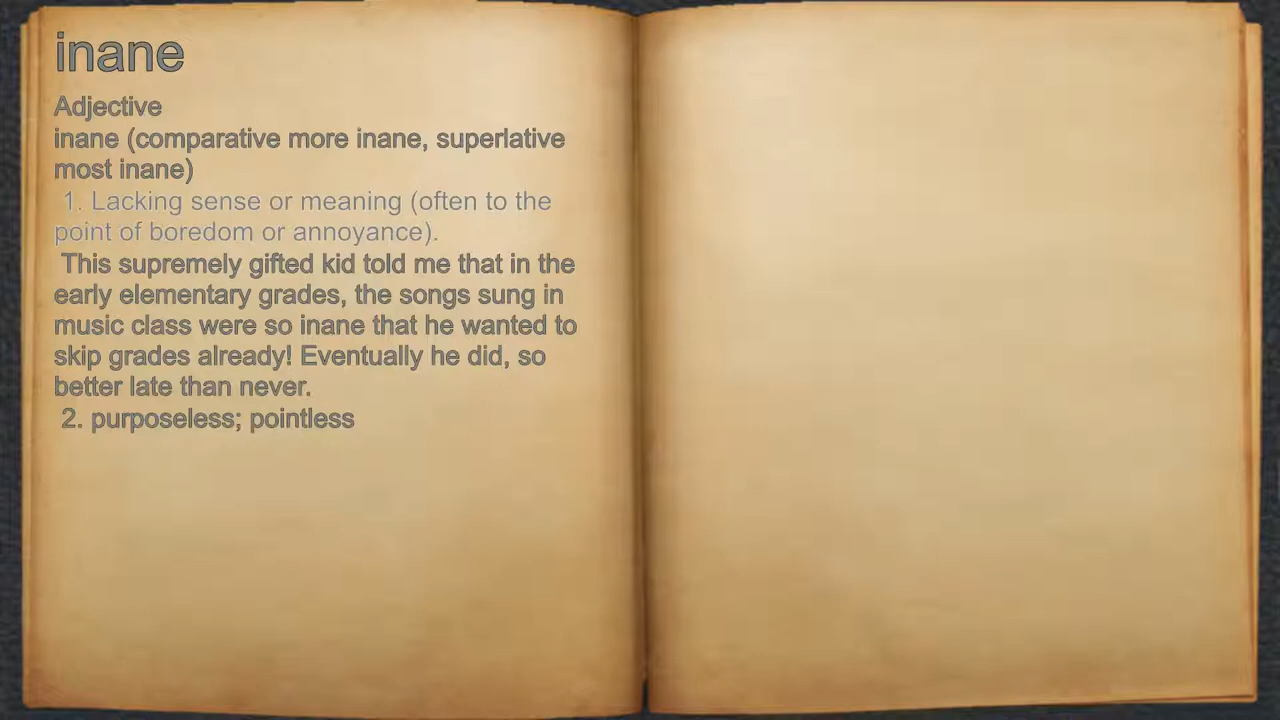 inane
Adjective
inane (comparative more inane, superlative
most inane)
1. Lacking sense or meaning (often to the
point of boredom or annoyance).
This supremely gifted kid told me that in the
early elementary grades, the songs sung in
music class were so inane that he wanted to
skip grades already! Eventually he did, so
better late than never.
2. purposeless; pointless